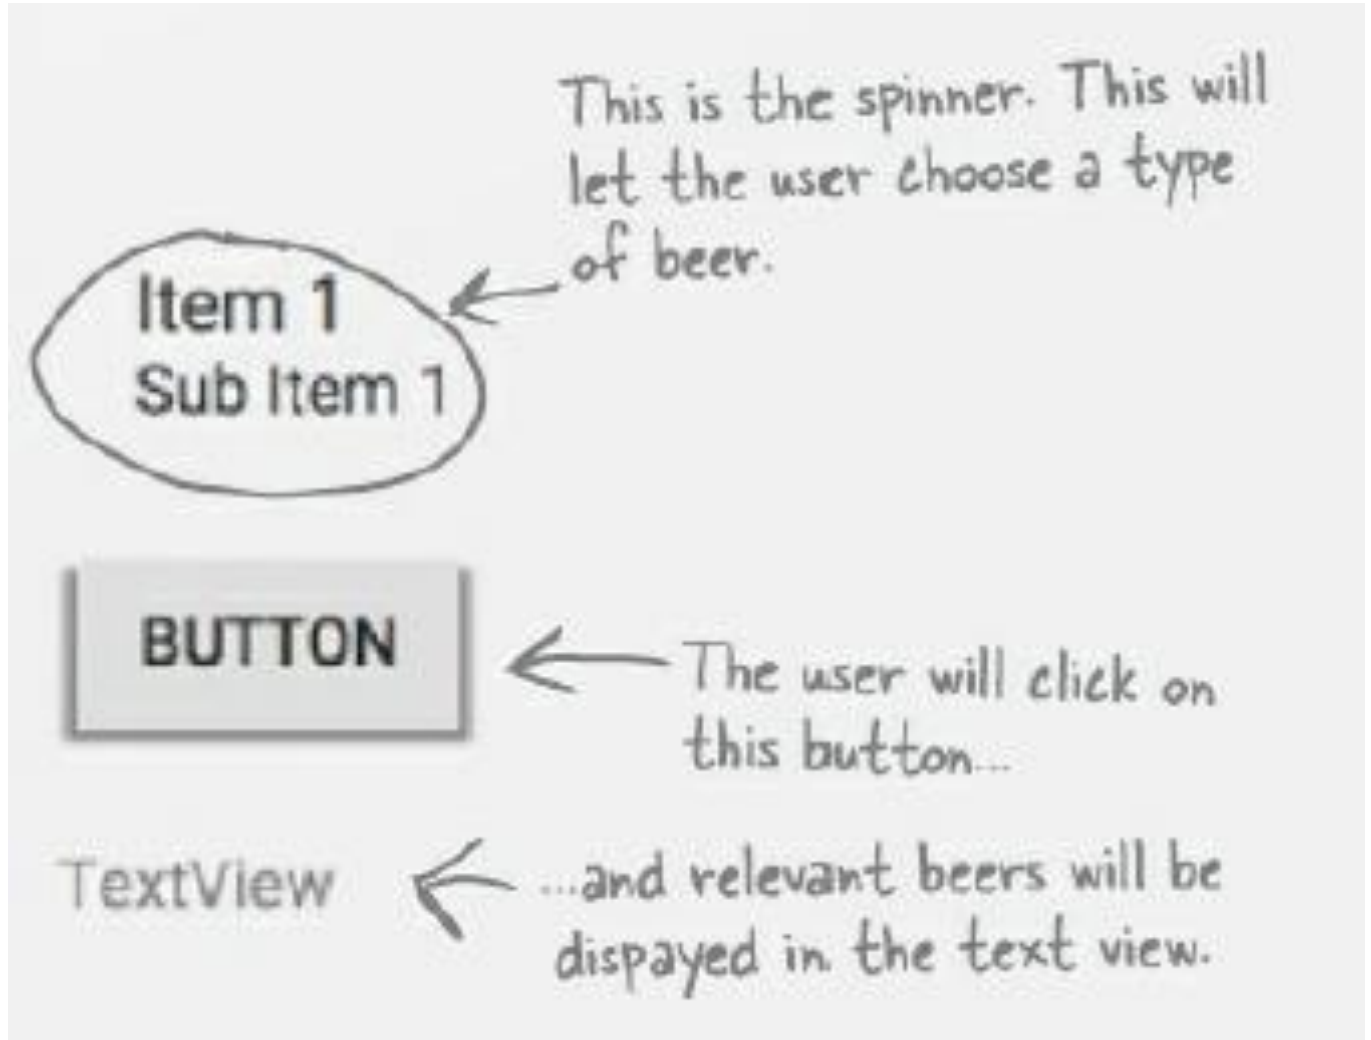 This is the spinner. This will
let the user choose a type
of beer.
Item 1
Sub Item 1
BUTTON
The user will click on
this button...
TextView
...and relevant beers will be
dispayed in the text view.